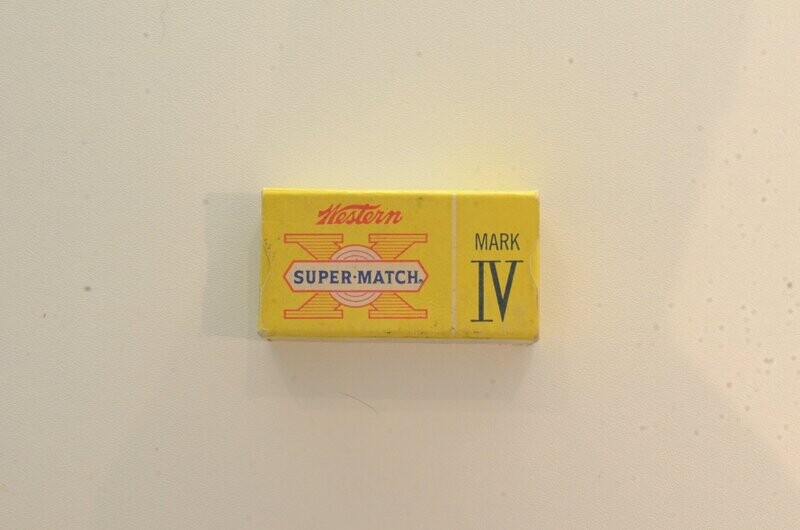 Western
X
SUPER·MATCH
MARK
IV